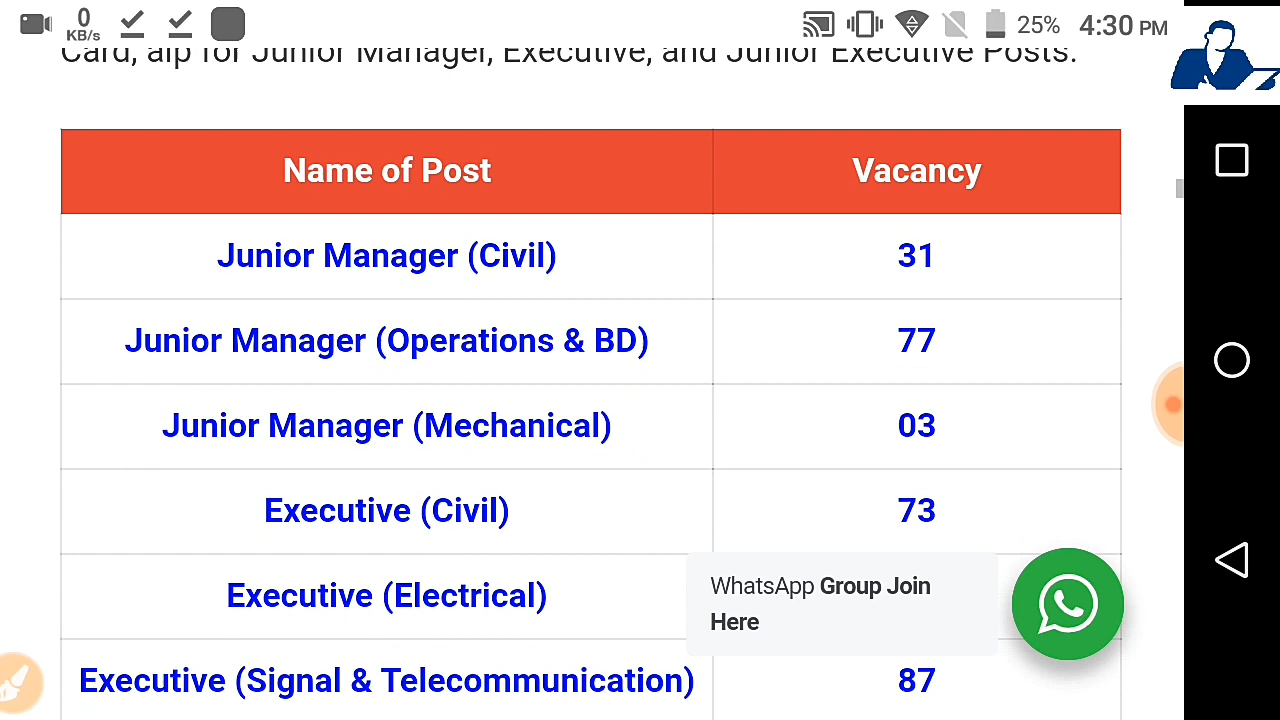 0
KB/s
25% 4:30 PM
Card, aip for Junior Manager, Executive, and Junior Executive Posts.
Name of Post Vacancy
Junior Manager (Civil) 31
Junior Manager (Operations & BD) 77
Junior Manager (Mechanical) 03
Executive (Civil) 73
Executive (Electrical)
WhatsApp Group Join
Here
Executive (Signal & Telecommunication) 87